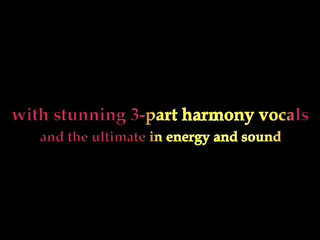 with stunning 3-part harmony vocals
and the ultimate in energy and sound